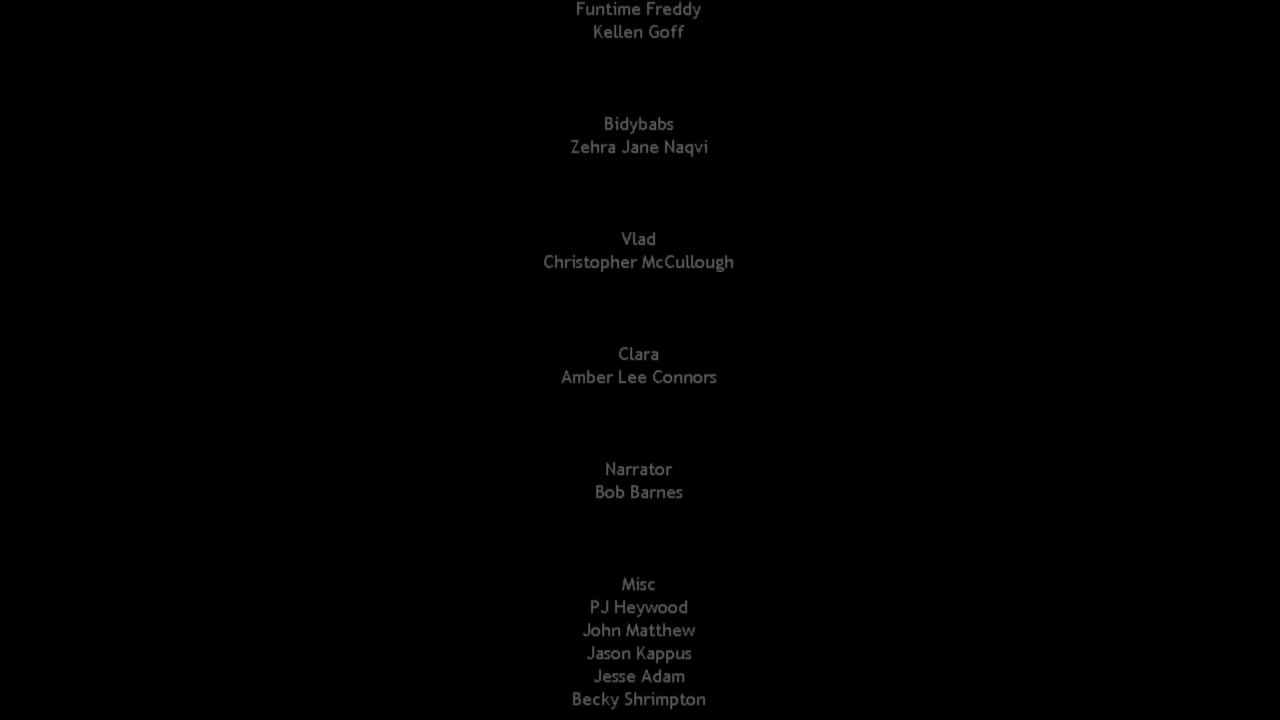 Funtime Freddy
Kellen Goff
Bidybabs
Zehra Jane Naqvi
Vlad
Christopher McCullough
Clara
Amber Lee Connors
Narrator
Bob Barnes
Misc
PJ Heywood
John Matthew
Jason Kappus
Jesse Adam
Becky Shrimpton